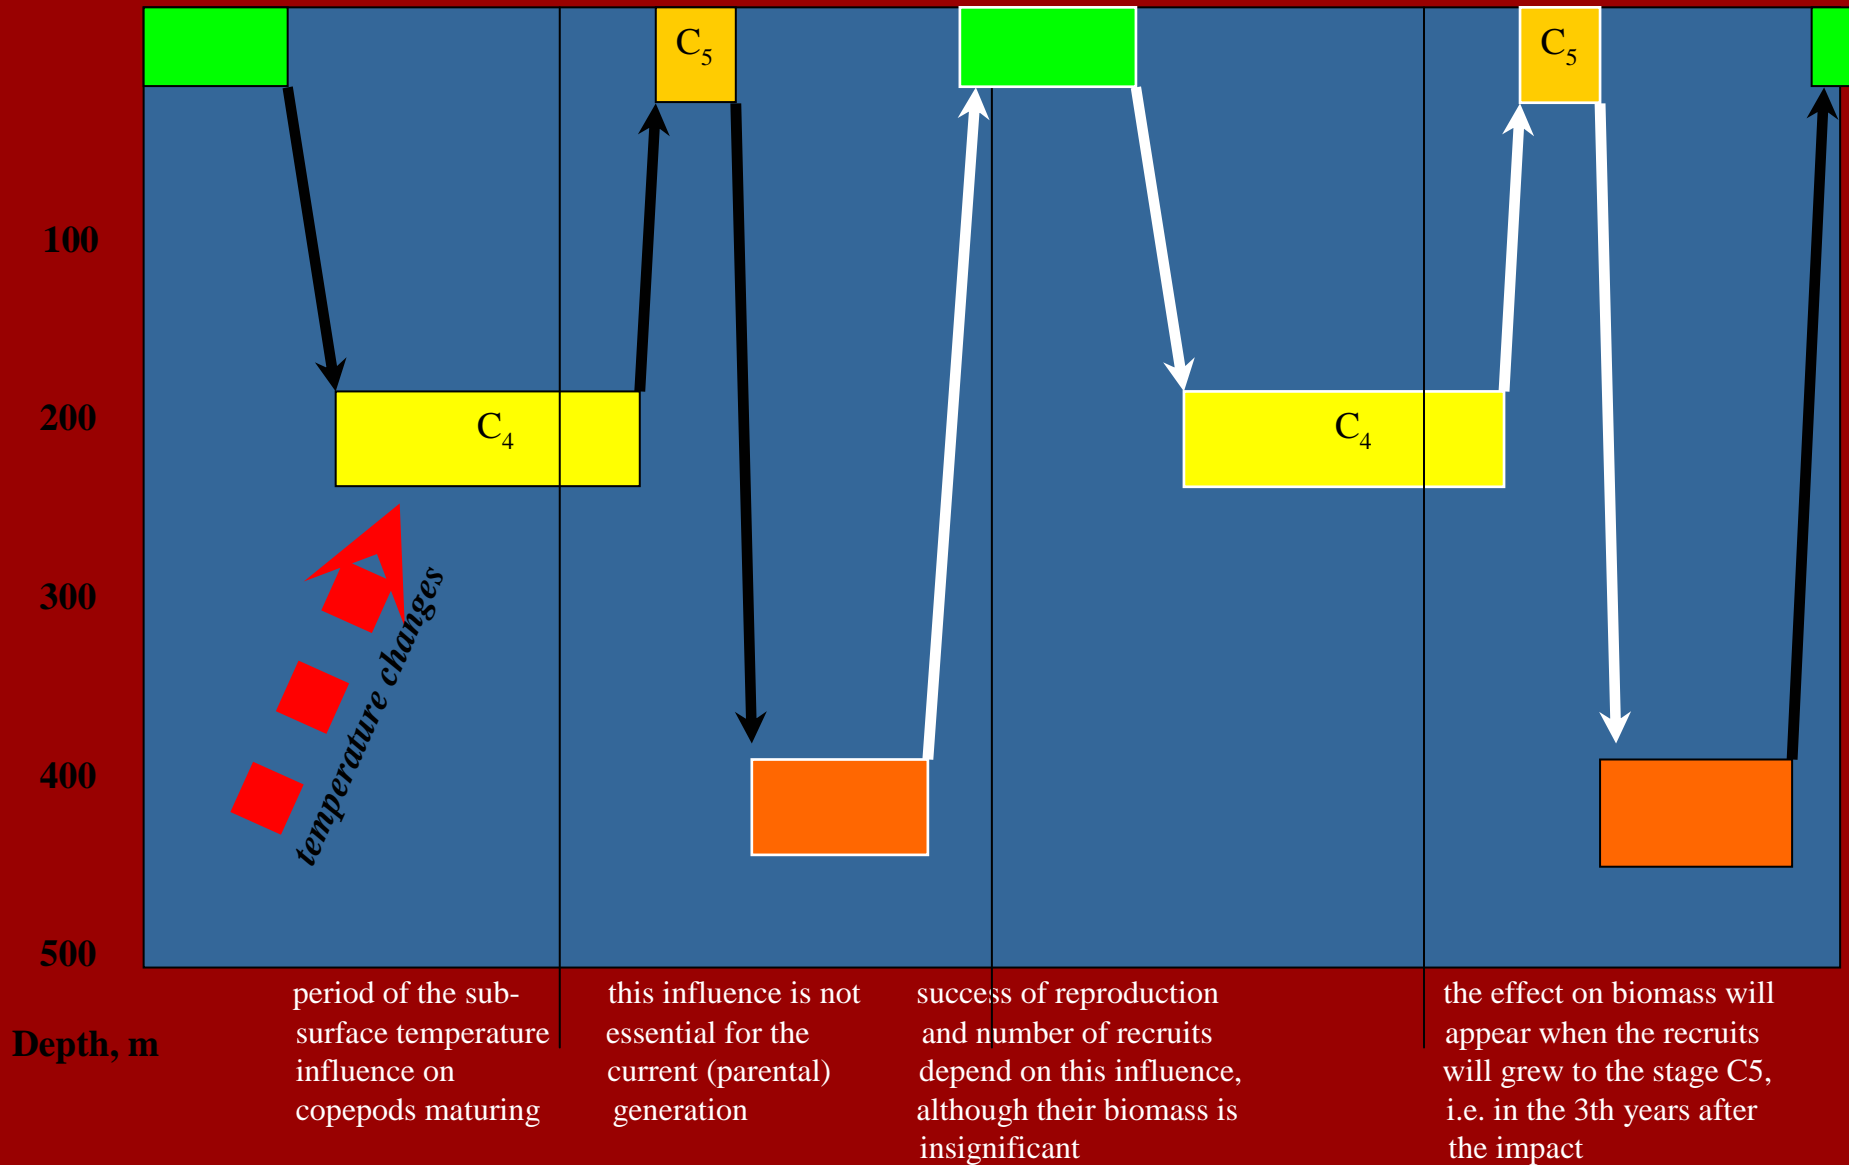 C5
C5
100
200
C4
C4
300
temperature changes
400
500
Depth, m
period of the sub-
surface temperature
influence on
copepods maturing
this influence is not
essential for the
current (parental)
generation
success of reproduction
and number of recruits
depend on this influence,
although their biomass is
insignificant
the effect on biomass will
appear when the recruits
will grew to the stage C5,
i.e. in the 3th years after
the impact